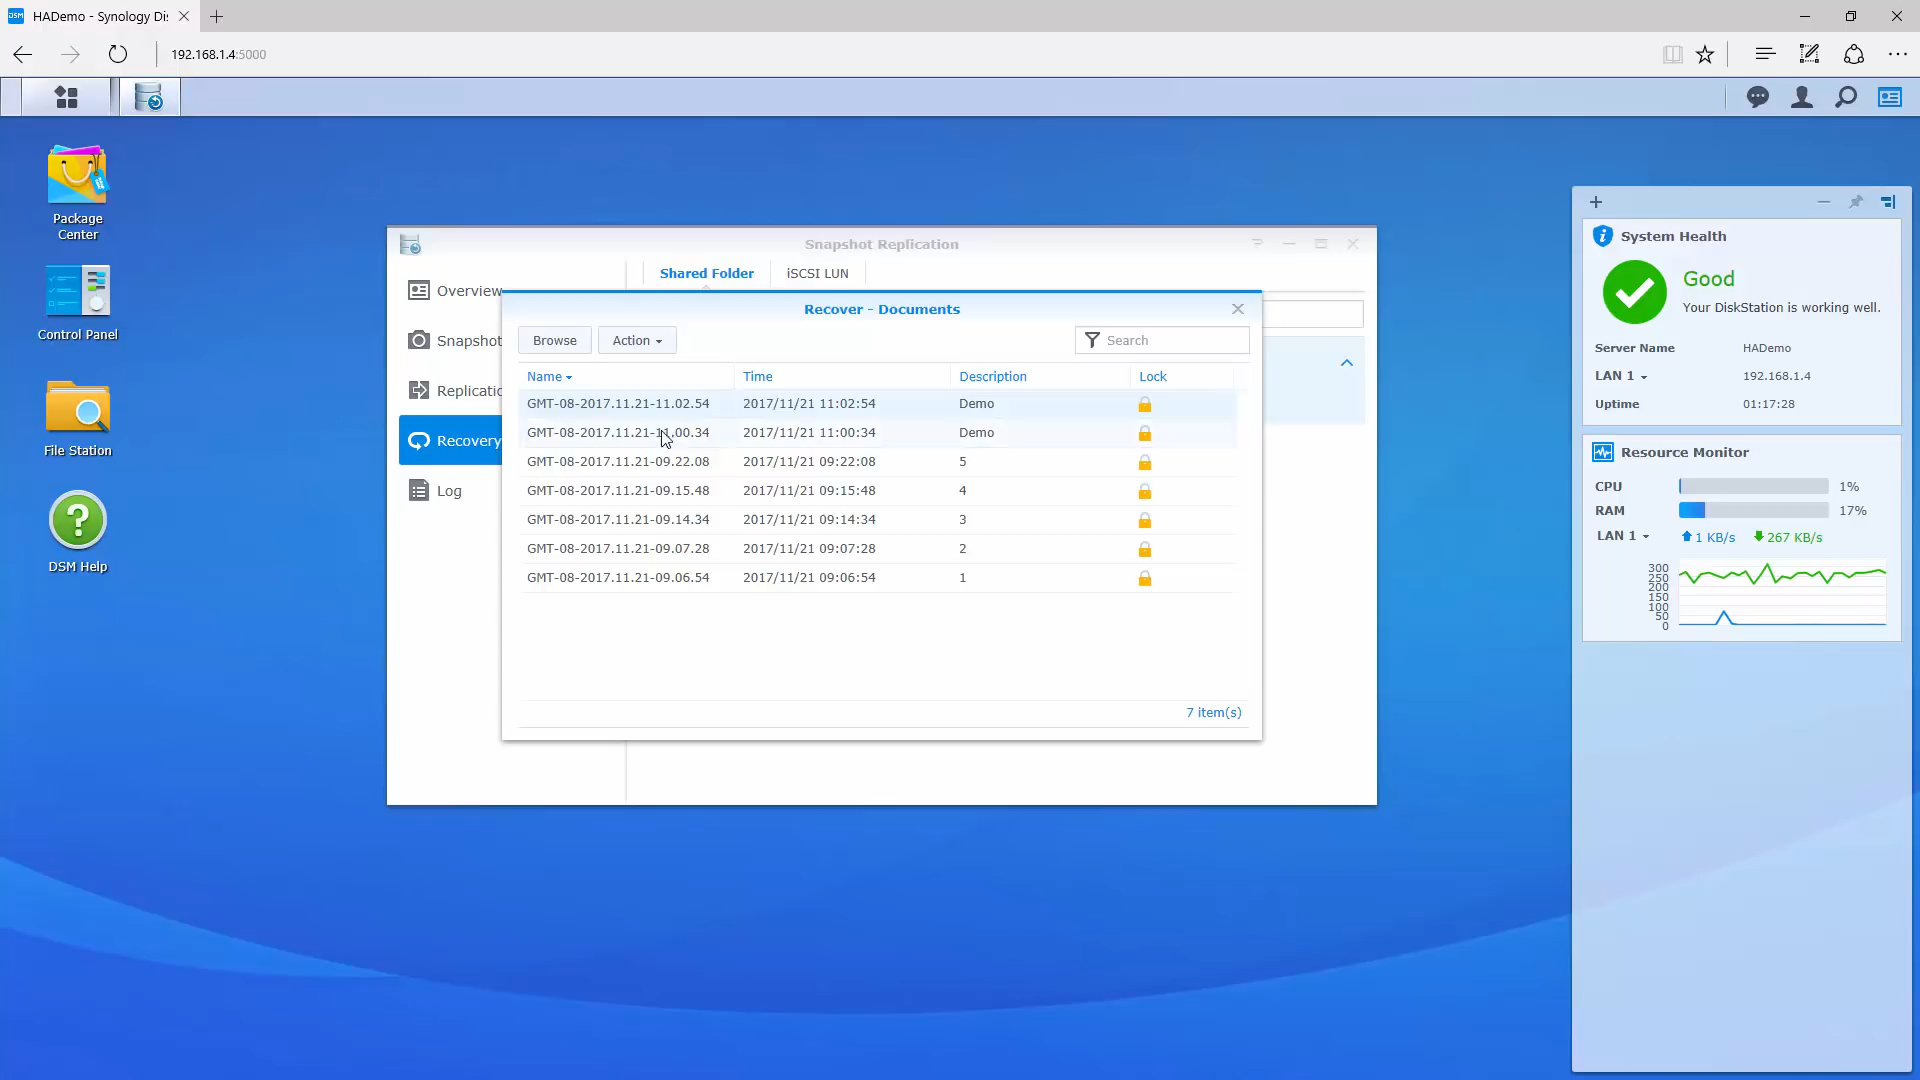 HADemo - Synology Di:
192.168.1.4:5000
Package
Center
Control Panel
File Station
DSM Help
Snapshot Replication
Overview
Snapshot
Replicatio
Recovery
Log
Shared Folder
iSCSI LUN
Recover - Documents
Browse
Action
Search
Name Time Description Lock
GMT-08-2017.11.21-11.02.54 2017/11/21 11:02:54 Demo
GMT-08-2017.11.21-11.00.34 2017/11/21 11:00:34 Demo
GMT-08-2017.11.21-09.22.08 2017/11/21 09:22:08 5
GMT-08-2017.11.21-09.15.48 2017/11/21 09:15:48 4
GMT-08-2017.11.21-09.14.34 2017/11/21 09:14:34 3
GMT-08-2017.11.21-09.07.28 2017/11/21 09:07:28 2
GMT-08-2017.11.21-09.06.54 2017/11/21 09:06:54 1
7 item(s)
System Health
Good
Your DiskStation is working well.
Server Name HADemo
LAN 1 192.168.1.4
Uptime 01:17:28
Resource Monitor
CPU 1%
RAM 17%
LAN 1 1 KB/s 267 KB/s
300
250
200
150
100
50
0